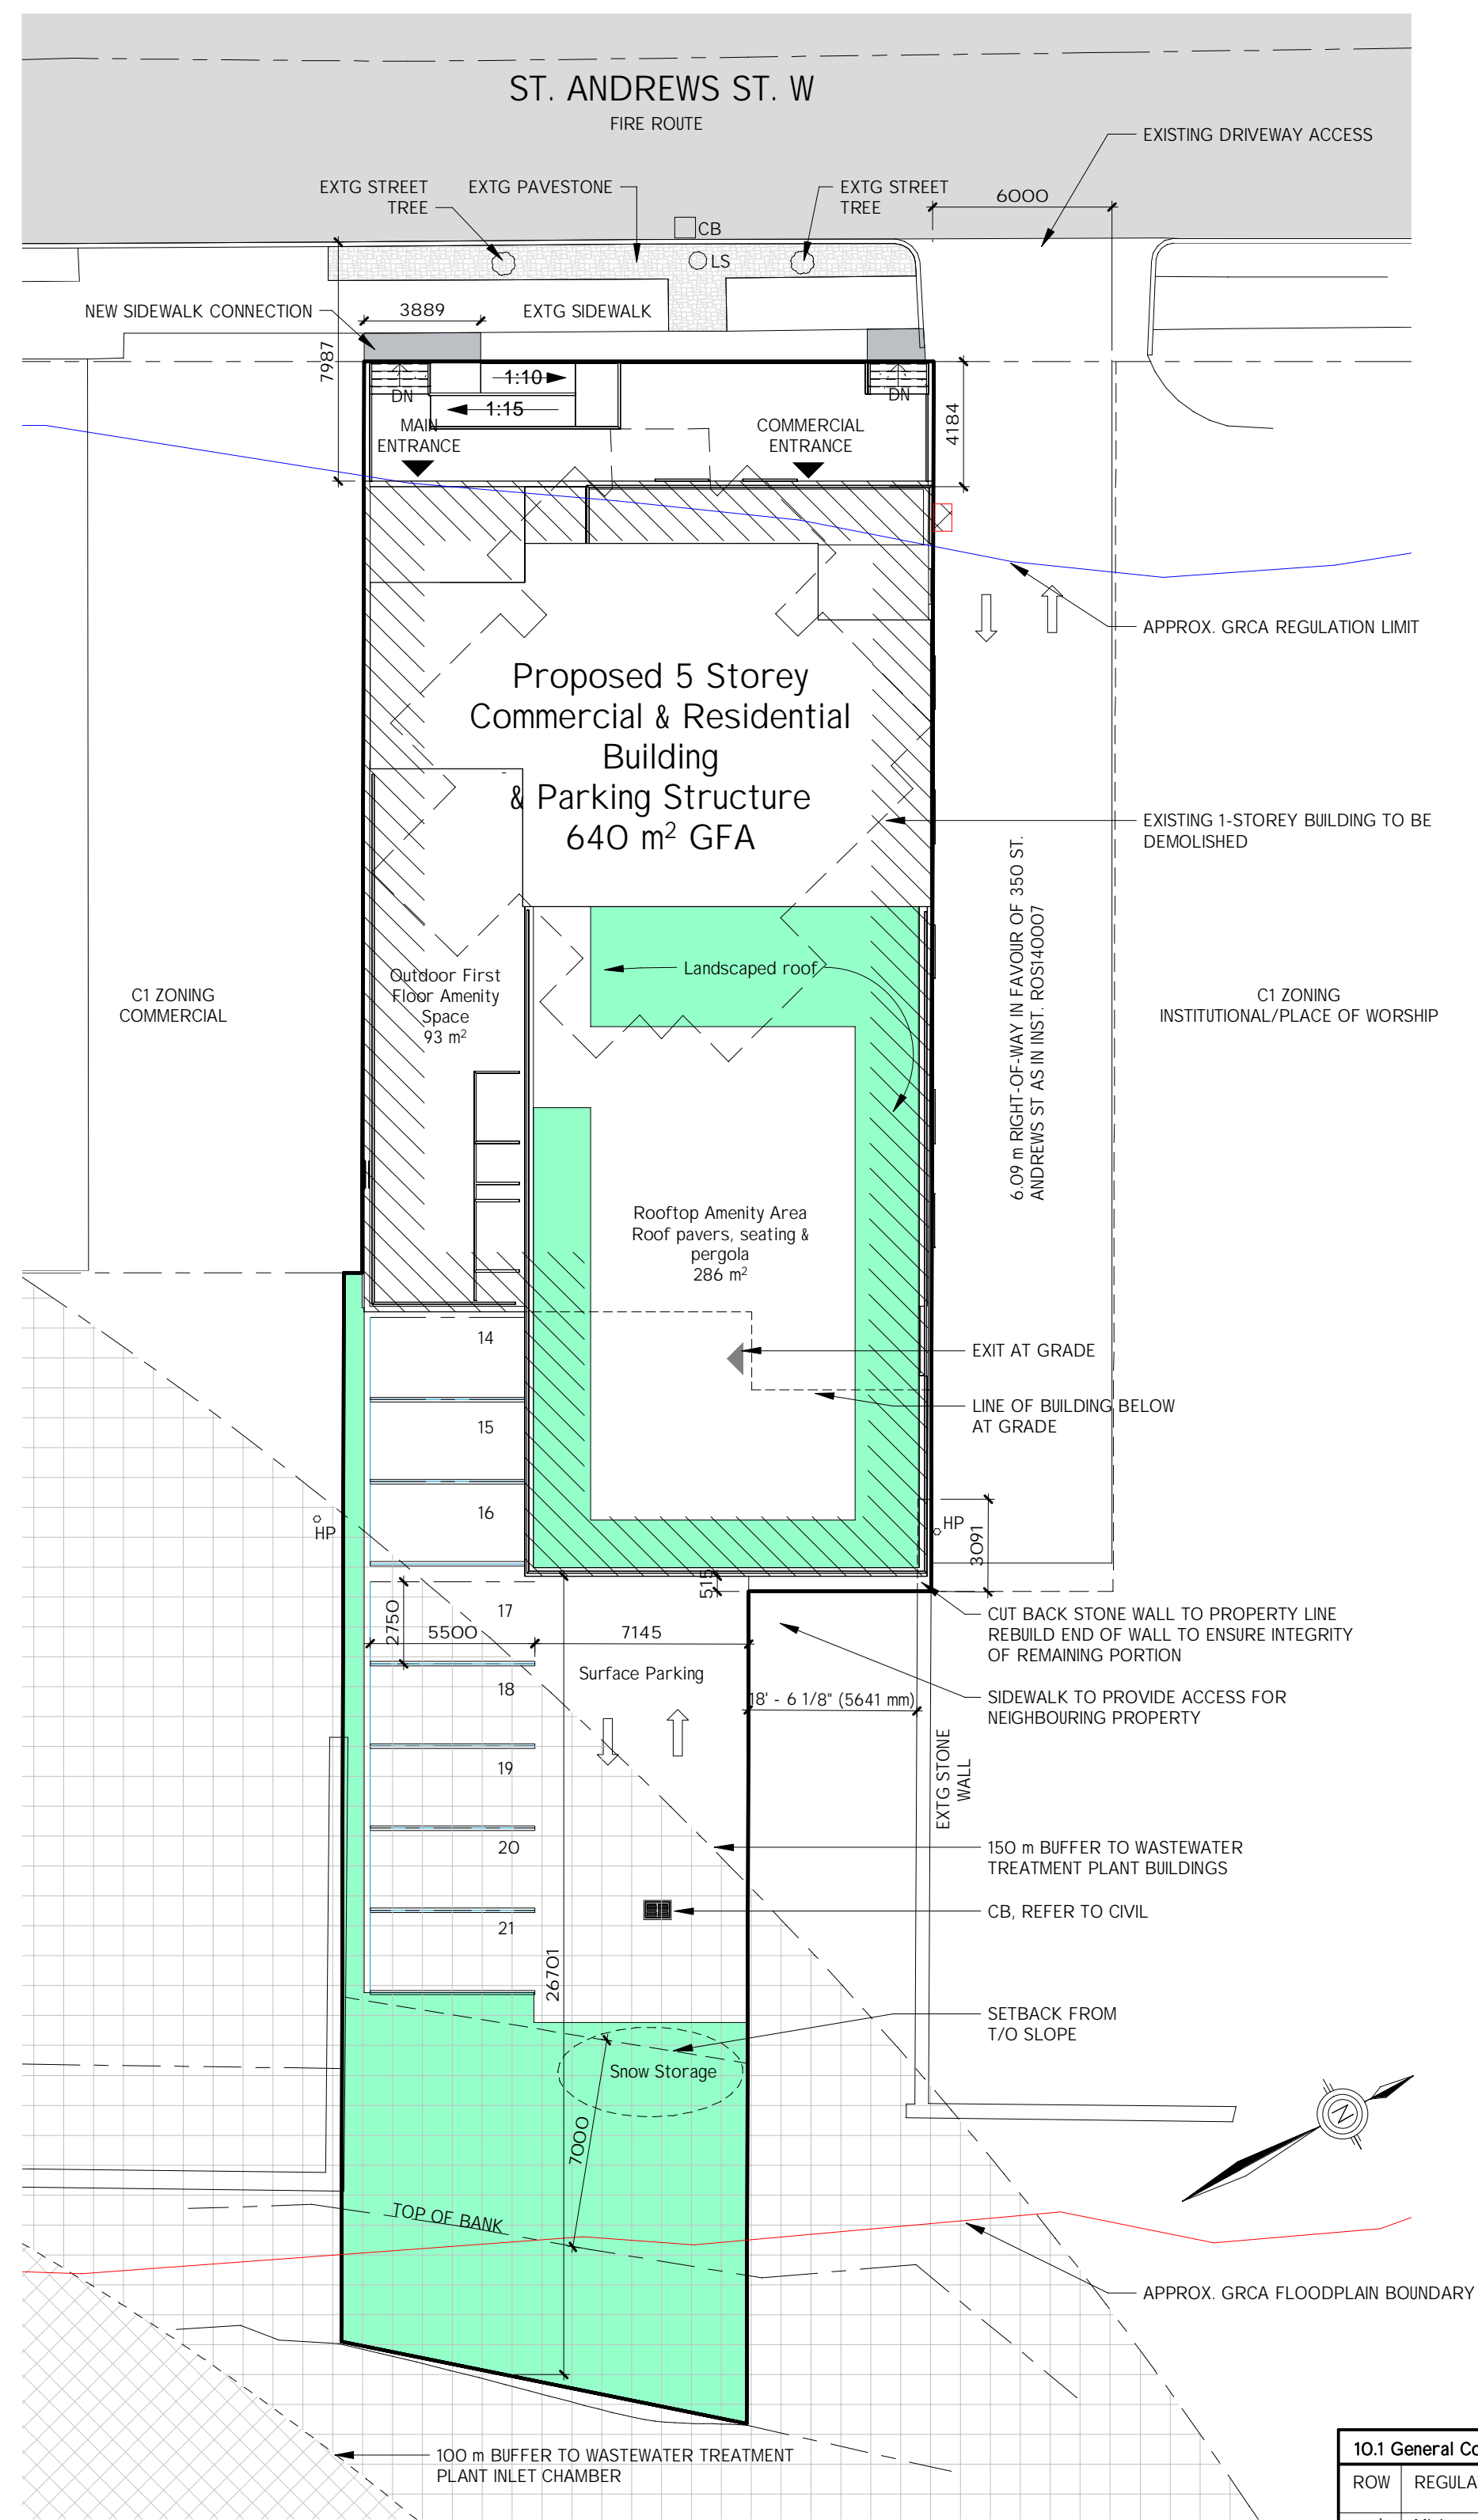 ST. ANDREWS ST. W
FIRE ROUTE
EXISTING DRIVEWAY ACCESS
EXTG STREET
TREE
EXTG PAVESTONE
EXTG STREET
TREE
6000
CB
LS
NEW SIDEWALK CONNECTION
3889
EXTG SIDEWALK
7987
1:10
1:15
DN
DN
MAIN
ENTRANCE
COMMERCIAL
ENTRANCE
4184
APPROX. GRCA REGULATION LIMIT
Proposed 5 Storey
Commercial & Residential
Building
& Parking Structure
640 m² GFA
EXISTING 1-STOREY BUILDING TO BE
DEMOLISHED
6.09 m RIGHT-OF-WAY IN FAVOUR OF 350 ST.
ANDREWS ST AS IN INST. ROS140007
Outdoor First
Floor Amenity
Space
93 m²
Landscaped roof
C1 ZONING
COMMERCIAL
C1 ZONING
INSTITUTIONAL/PLACE OF WORSHIP
Rooftop Amenity Area
Roof pavers, seating &
pergola
286 m²
14
EXIT AT GRADE
15
LINE OF BUILDING BELOW
AT GRADE
16
HP
HP
3091
515
17
2750
5500
7145
CUT BACK STONE WALL TO PROPERTY LINE
REBUILD END OF WALL TO ENSURE INTEGRITY
OF REMAINING PORTION
Surface Parking
18
18' - 6 1/8" (5641 mm)
SIDEWALK TO PROVIDE ACCESS FOR
NEIGHBOURING PROPERTY
19
EXTG STONE
WALL
20
150 m BUFFER TO WASTEWATER
TREATMENT PLANT BUILDINGS
CB, REFER TO CIVIL
21
26701
SETBACK FROM
T/O SLOPE
Snow Storage
N
7000
TOP OF BANK
APPROX. GRCA FLOODPLAIN BOUNDARY
100 m BUFFER TO WASTEWATER TREATMENT
PLANT INLET CHAMBER
10.1 General Co
ROW REGULA